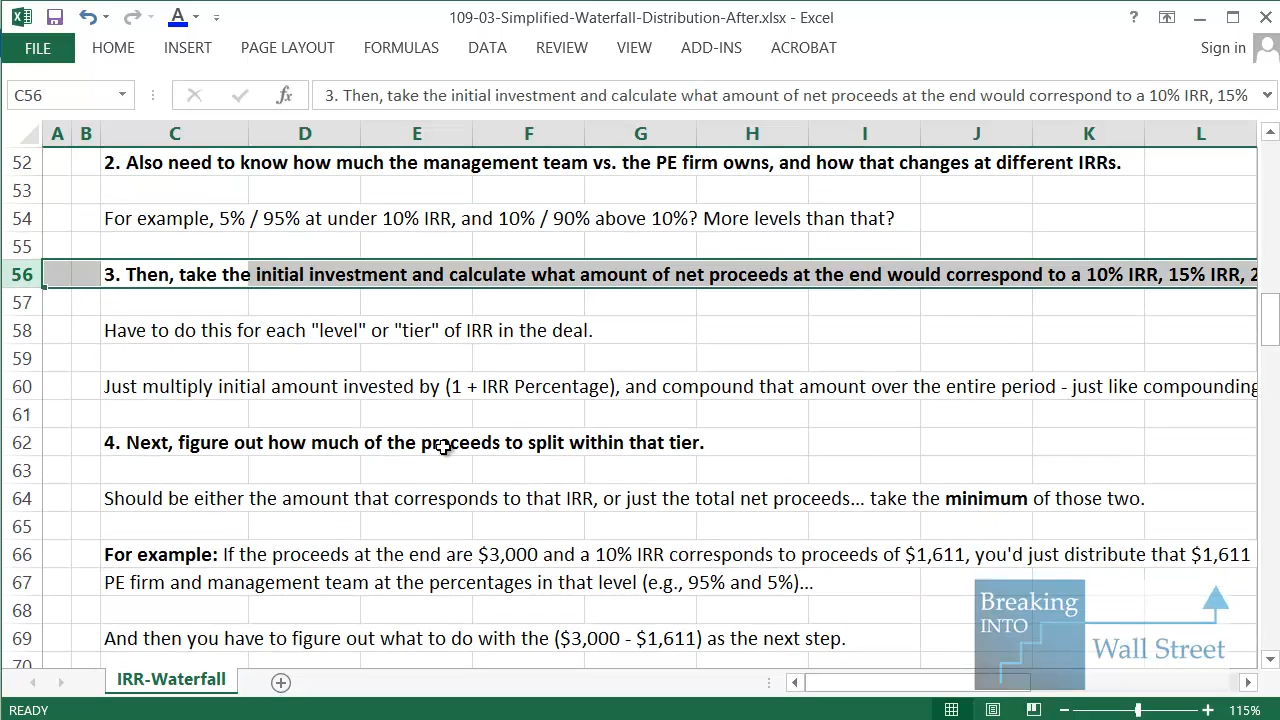 109-03-Simplified-Waterfall-Distribution-After.xlsx - Excel
FILE HOME INSERT PAGE LAYOUT FORMULAS DATA REVIEW VIEW ADD-INS ACROBAT Sign in
C56 fx 3. Then, take the initial investment and calculate what amount of net proceeds at the end would correspond to a 10% IRR, 15%
A B C D E F G H I J K L
52 2. Also need to know how much the management team vs. the PE firm owns, and how that changes at different IRRs.
53
54 For example, 5% / 95% at under 10% IRR, and 10% / 90% above 10%? More levels than that?
55
56 3. Then, take the initial investment and calculate what amount of net proceeds at the end would correspond to a 10% IRR, 15% IRR, 2
57
58 Have to do this for each "level" or "tier" of IRR in the deal.
59
60 Just multiply initial amount invested by (1 + IRR Percentage), and compound that amount over the entire period - just like compounding
61
62 4. Next, figure out how much of the proceeds to split within that tier.
63
64 Should be either the amount that corresponds to that IRR, or just the total net proceeds... take the minimum of those two.
65
66 For example: If the proceeds at the end are $3,000 and a 10% IRR corresponds to proceeds of $1,611, you'd just distribute that $1,611
67 PE firm and management team at the percentages in that level (e.g., 95% and 5%)...
68
69 And then you have to figure out what to do with the ($3,000 - $1,611) as the next step.
70
Breaking
INTO
Wall Street
IRR-Waterfall
READY 115%